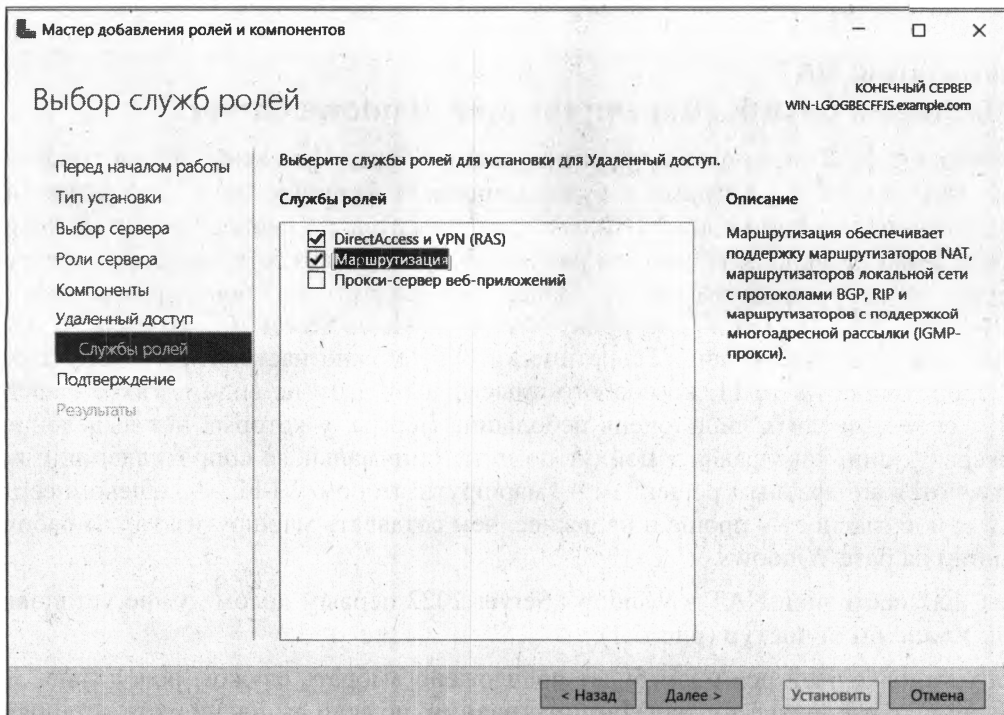 Мастер добавления ролей и компонентов
Выбор служб ролей
КОНЕЧНЫЙ СЕРВЕР
WIN-LGOGBECFFJS.example.com
Перед началом работы
Тип установки
Выбор сервера
Роли сервера
Компоненты
Удаленный доступ
Службы ролей
Подтверждение
Результаты
Выберите службы ролей для установки для Удаленный доступ.
Службы ролей
DirectAccess и VPN (RAS)
Маршрутизация
Прокси-сервер веб-приложений
Описание
Маршрутизация обеспечивает
поддержку маршрутизаторов NAT,
маршрутизаторов локальной сети
с протоколами BGP, RIP и
маршрутизаторов с поддержкой
многоадресной рассылки (IGMP-
прокси).
< Назад
Далее >
Установить
Отмена